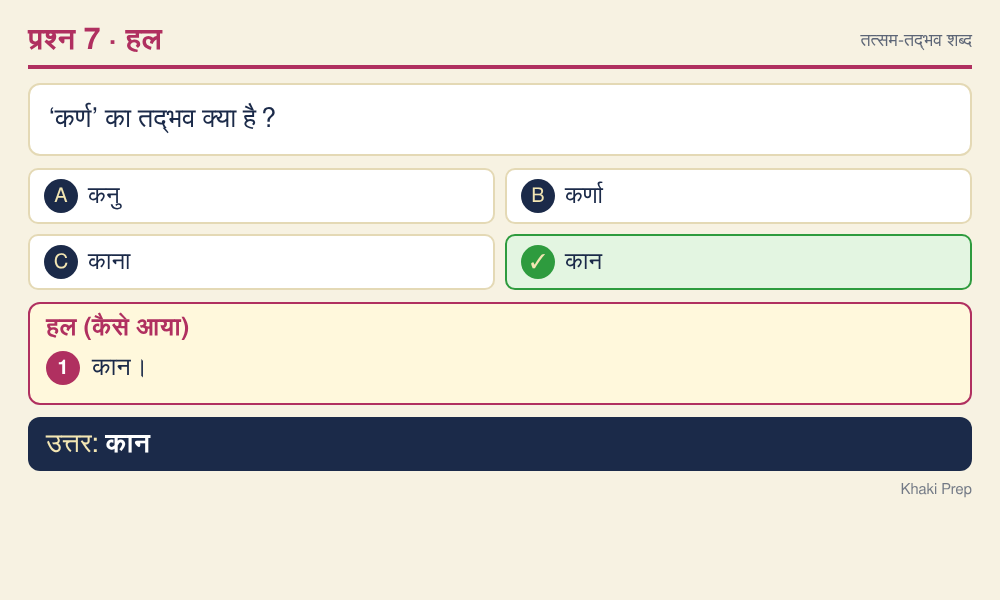 प्रश्न 7 · हल
तत्सम-तद्भव शब्द
‘कर्ण’ का तद्भव क्या है ?
A कनु
B कर्णा
C काना
✓ कान
हल (कैसे आया)
1 कान।
उत्तर: कान
Khaki Prep